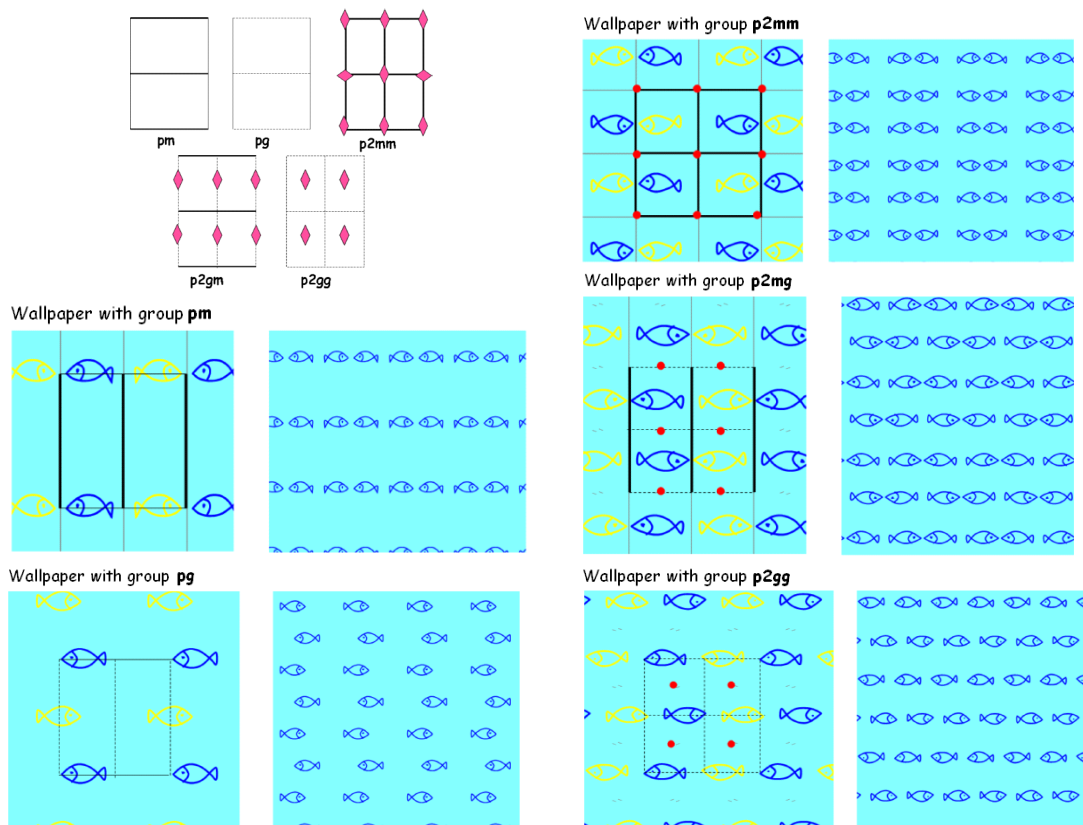 pm
pg
p2mm
p2gm
p2gg
Wallpaper with group pm
Wallpaper with group pg
Wallpaper with group p2mm
Wallpaper with group p2mg
Wallpaper with group p2gg